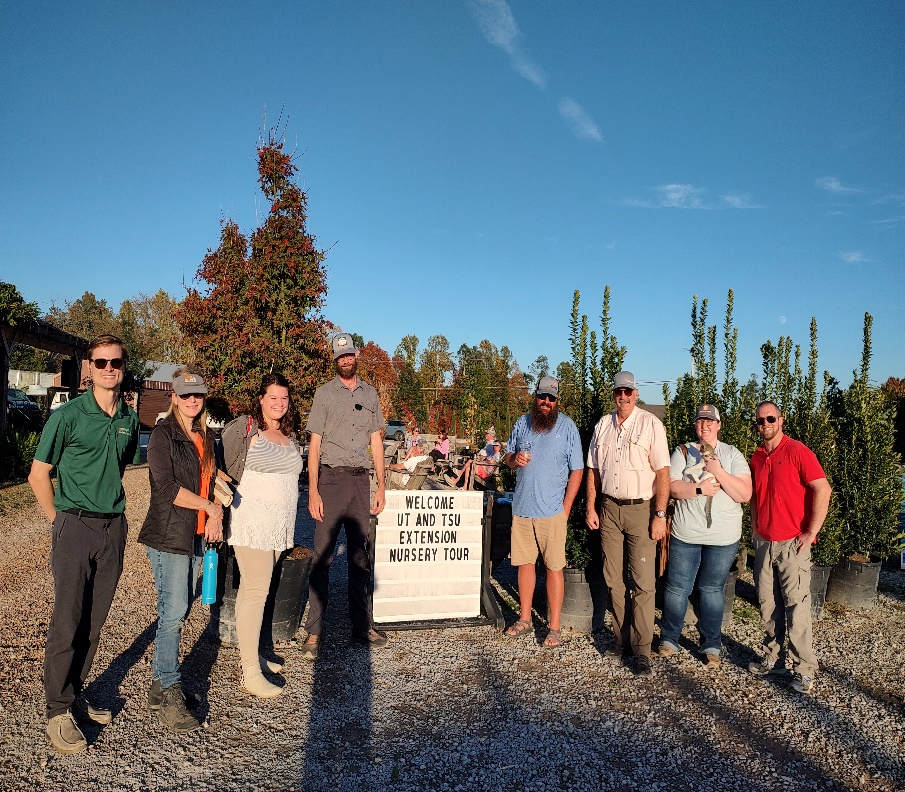 WELCOME
UT AND TSU
EXTENSION
NURSERY TOUR